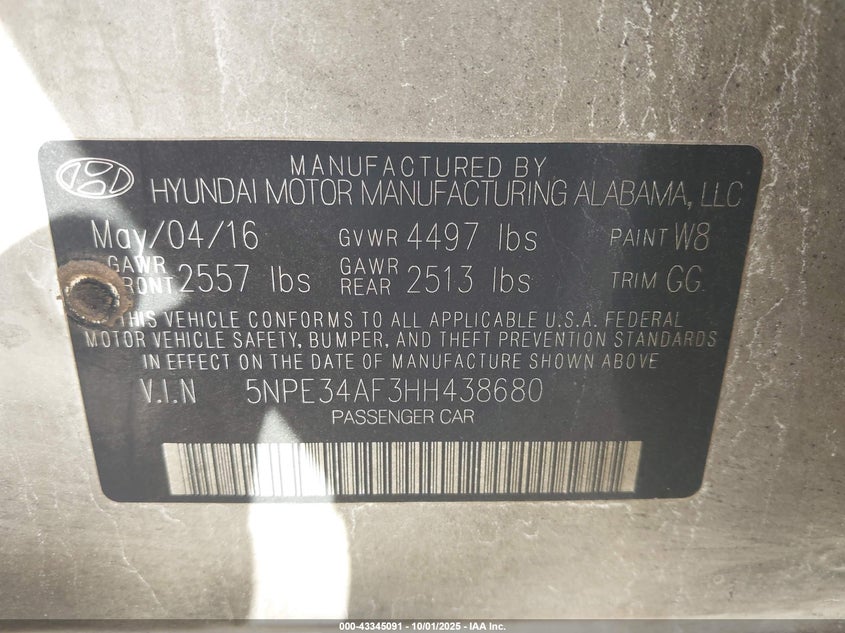 MANUFACTURED BY
HYUNDAI MOTOR MANUFACTURING ALABAMA, LLC
May/04/16 GVWR 4497 lbs PAINT W8
GAWR FRONT 2557 lbs GAWR REAR 2513 lbs TRIM GG
THIS VEHICLE CONFORMS TO ALL APPLICABLE U.S.A. FEDERAL
MOTOR VEHICLE SAFETY, BUMPER, AND THEFT PREVENTION STANDARDS
IN EFFECT ON THE DATE OF MANUFACTURE SHOWN ABOVE
V.I.N 5NPE34AF3HH438680
PASSENGER CAR
000-43345091 - 10/01/2025 - IAA Inc.